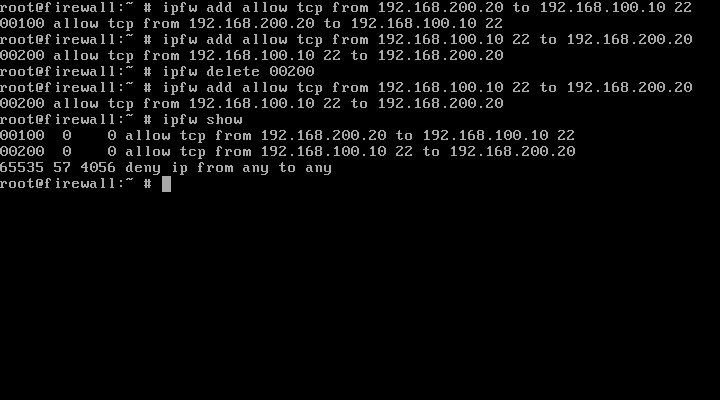 root@firewall:~ # ipfw add allow tcp from 192.168.200.20 to 192.168.100.10 22
00100 allow tcp from 192.168.200.20 to 192.168.100.10 22
root@firewall:~ # ipfw add allow tcp from 192.168.100.10 22 to 192.168.200.20
00200 allow tcp from 192.168.100.10 22 to 192.168.200.20
root@firewall:~ # ipfw delete 00200
root@firewall:~ # ipfw add allow tcp from 192.168.100.10 22 to 192.168.200.20
00200 allow tcp from 192.168.100.10 22 to 192.168.200.20
root@firewall:~ # ipfw show
00100  0    0 allow tcp from 192.168.200.20 to 192.168.100.10 22
00200  0    0 allow tcp from 192.168.100.10 22 to 192.168.200.20
65535 57 4056 deny ip from any to any
root@firewall:~ #